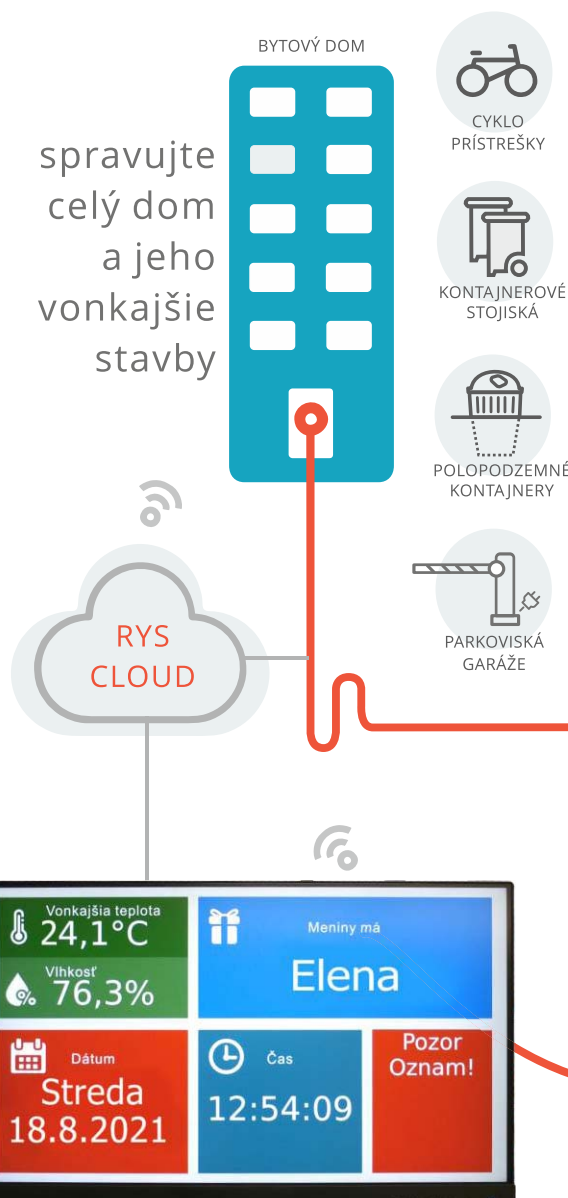 BYTOVÝ DOM
spravujte
celý dom
a jeho
vonkajšie
stavby
CYKLO
PRÍSTREŠKY
KONTAJNEROVÉ
STOJISKÁ
POLOPODZEMNÉ
KONTAJNERY
PARKOVISKÁ
GARÁŽE
RYS
CLOUD
Vonkajšia teplota
24,1°C
Vlhkosť
76,3%
Meniny má
Elena
Dátum
Streda
18.8.2021
Čas
12:54:09
Pozor
Oznam!